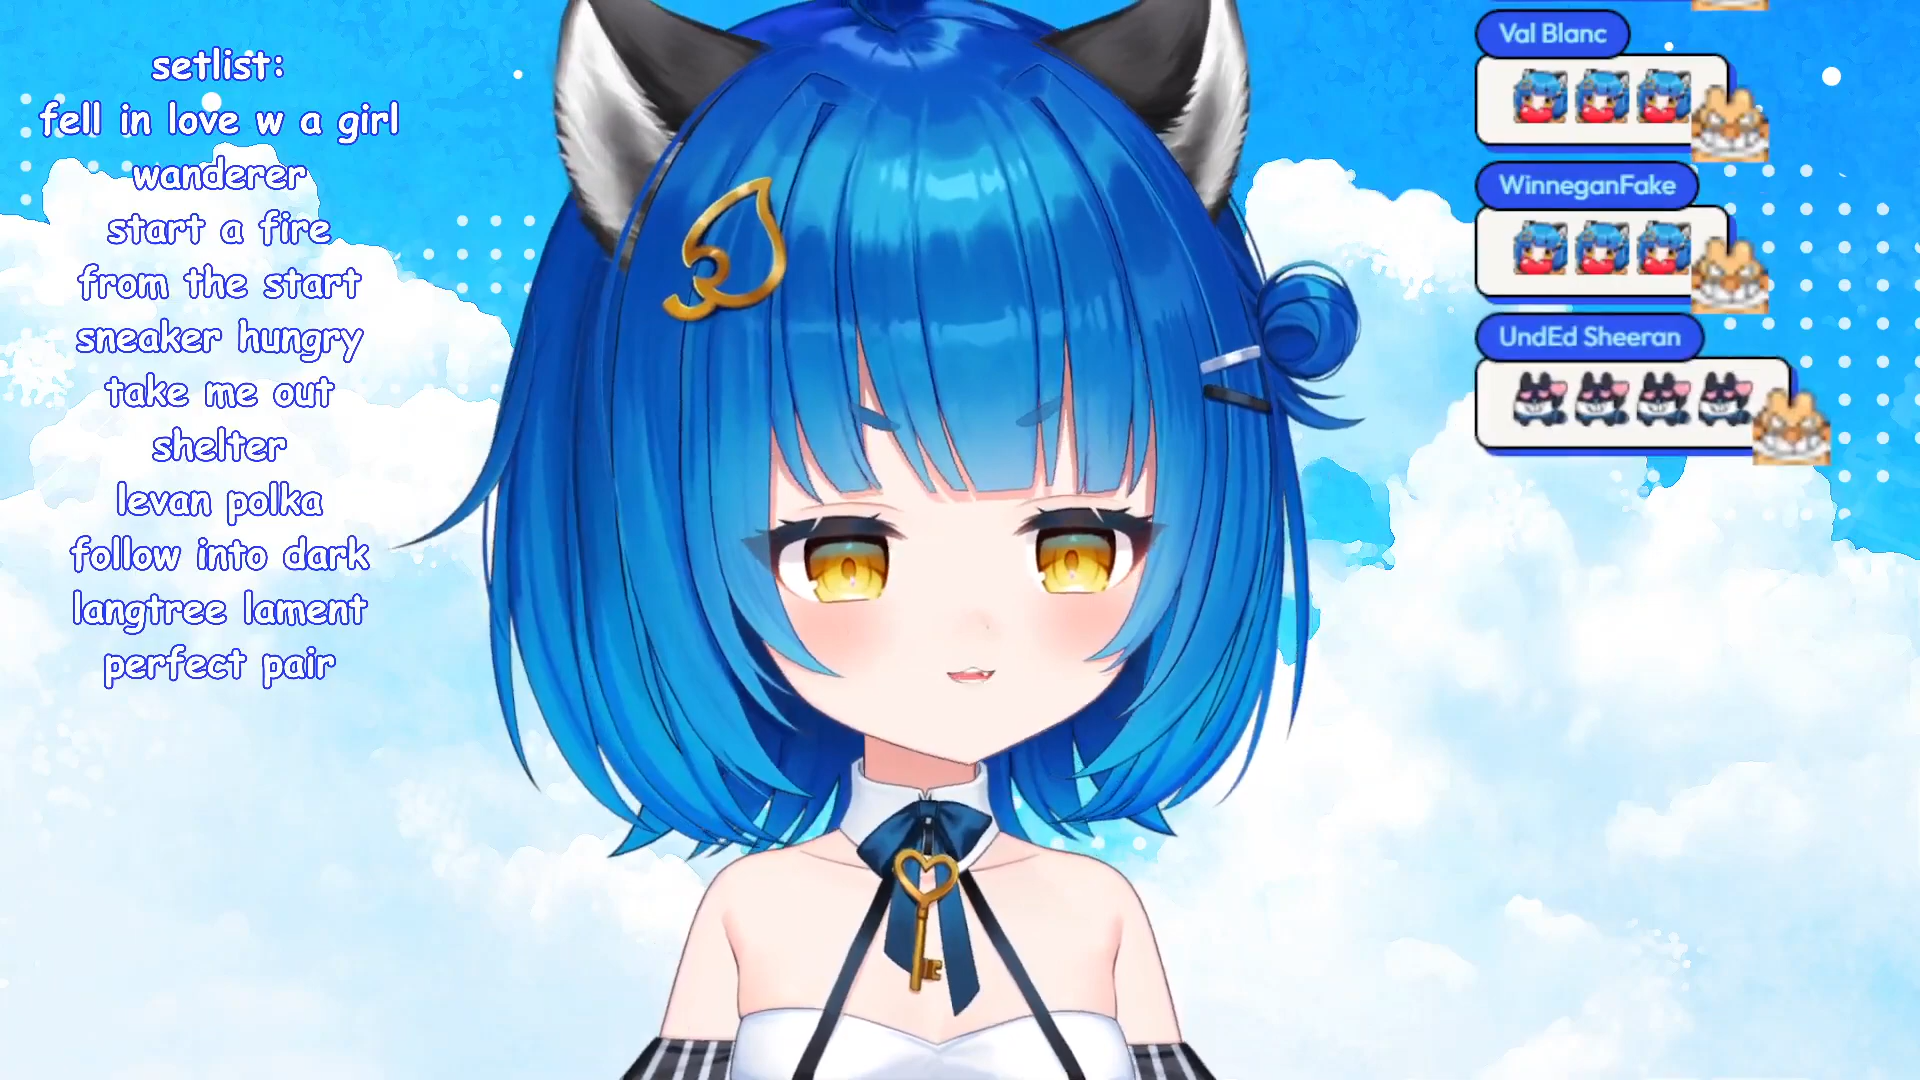 setlist:
fell in love w a girl
wanderer
start a fire
from the start
sneaker hungry
take me out
shelter
levan polka
follow into dark
langtree lament
perfect pair
Val Blanc
WinneganFake
UndEd Sheeran